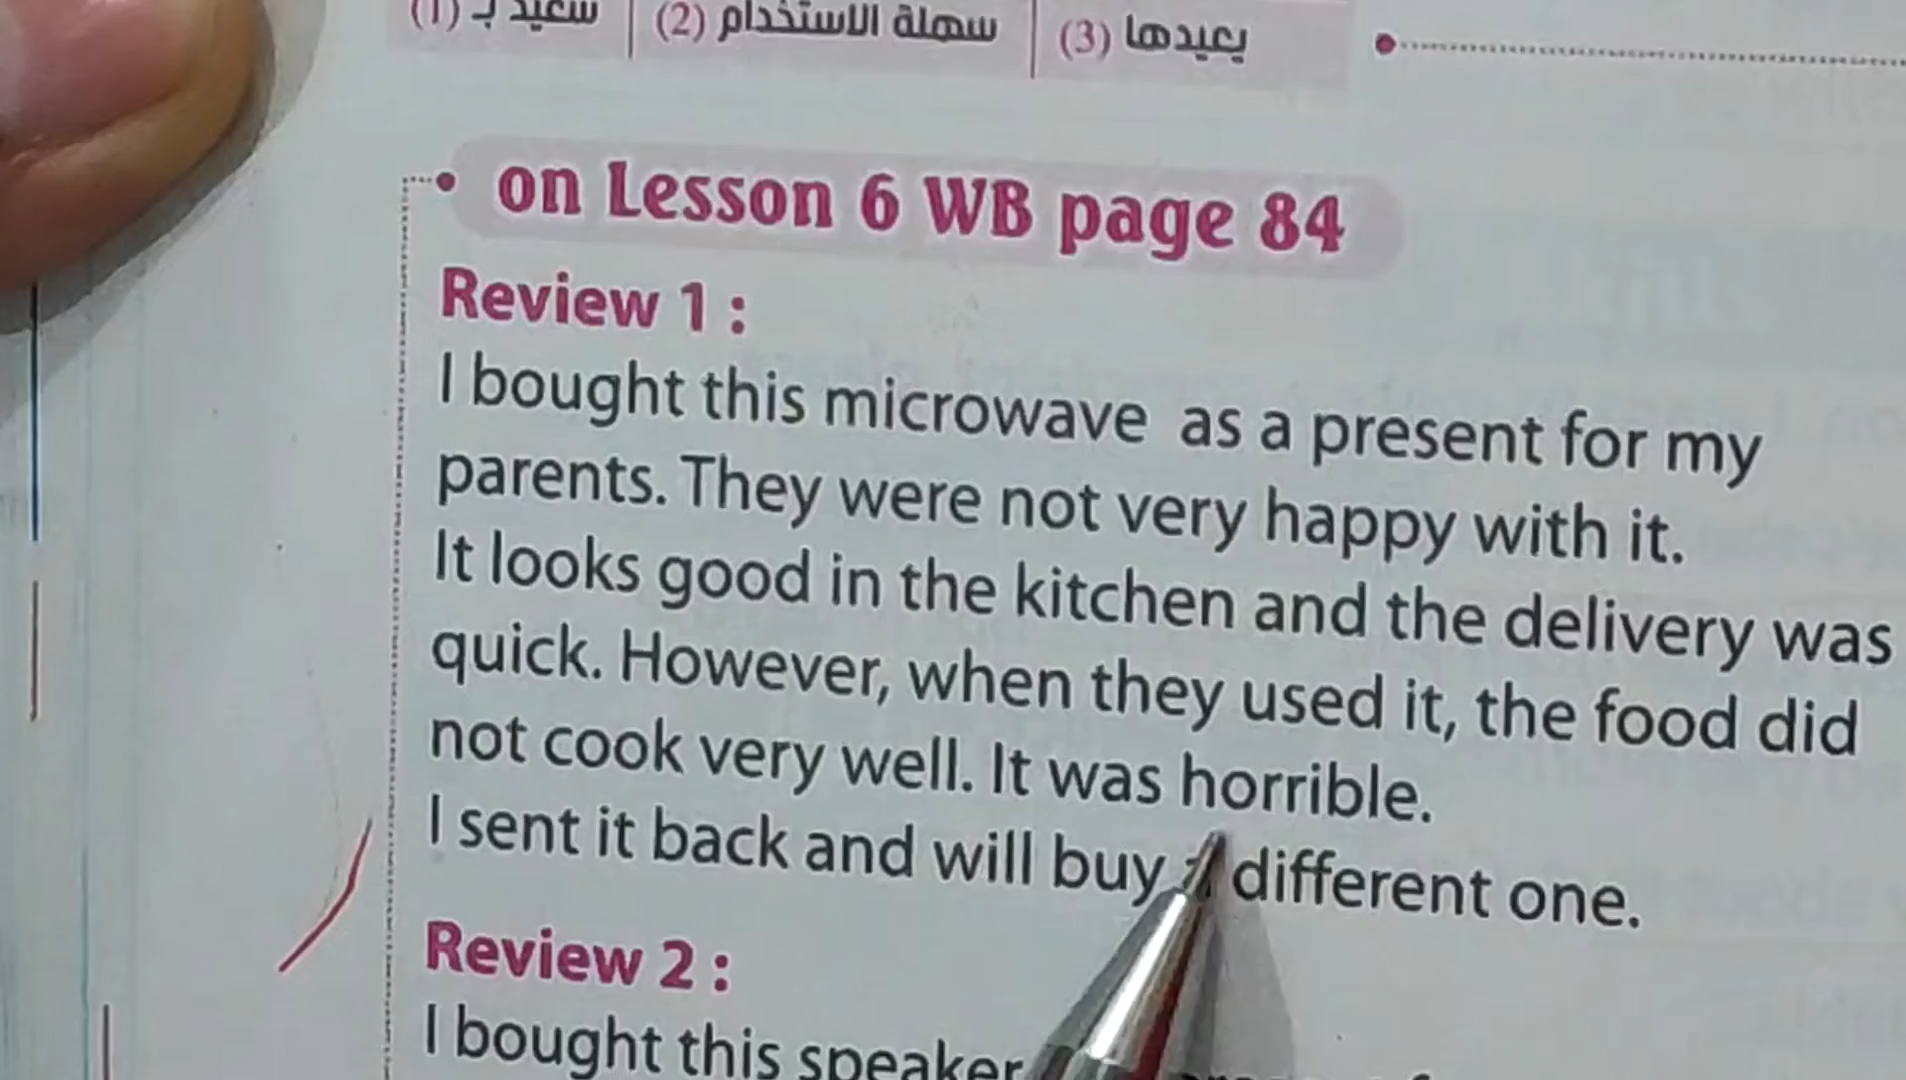 سعيد بـ (1) سهلة الاستخدام (2) يعيدها (3)
on Lesson 6 WB page 84
Review 1 :
I bought this microwave as a present for my
parents. They were not very happy with it.
It looks good in the kitchen and the delivery was
quick. However, when they used it, the food did
not cook very well. It was horrible.
I sent it back and will buy a different one.
Review 2 :
I bought this speaker